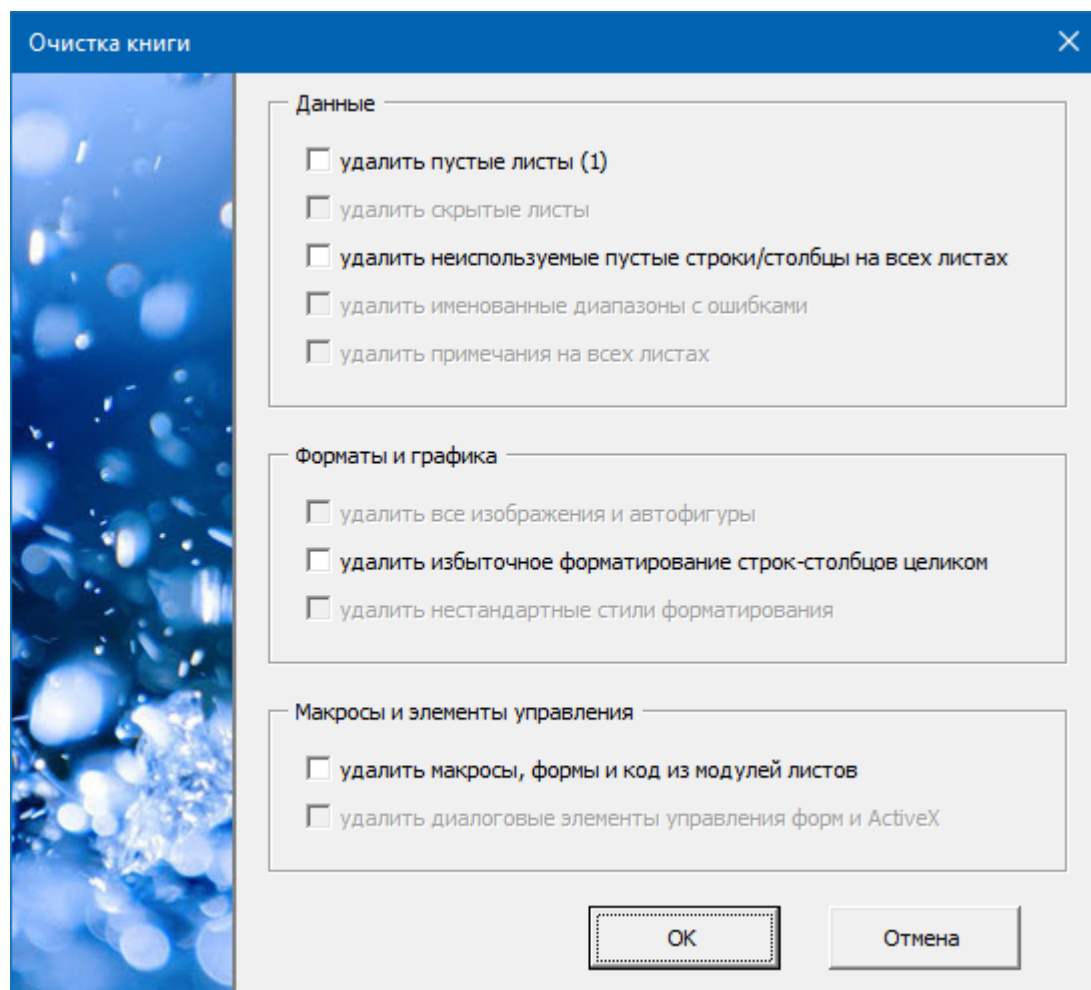 Очистка книги
Данные
удалить пустые листы (1)
удалить скрытые листы
удалить неиспользуемые пустые строки/столбцы на всех листах
удалить именованные диапазоны с ошибками
удалить примечания на всех листах
Форматы и графика
удалить все изображения и автофигуры
удалить избыточное форматирование строк-столбцов целиком
удалить нестандартные стили форматирования
Макросы и элементы управления
удалить макросы, формы и код из модулей листов
удалить диалоговые элементы управления форм и ActiveX
ОК Отмена